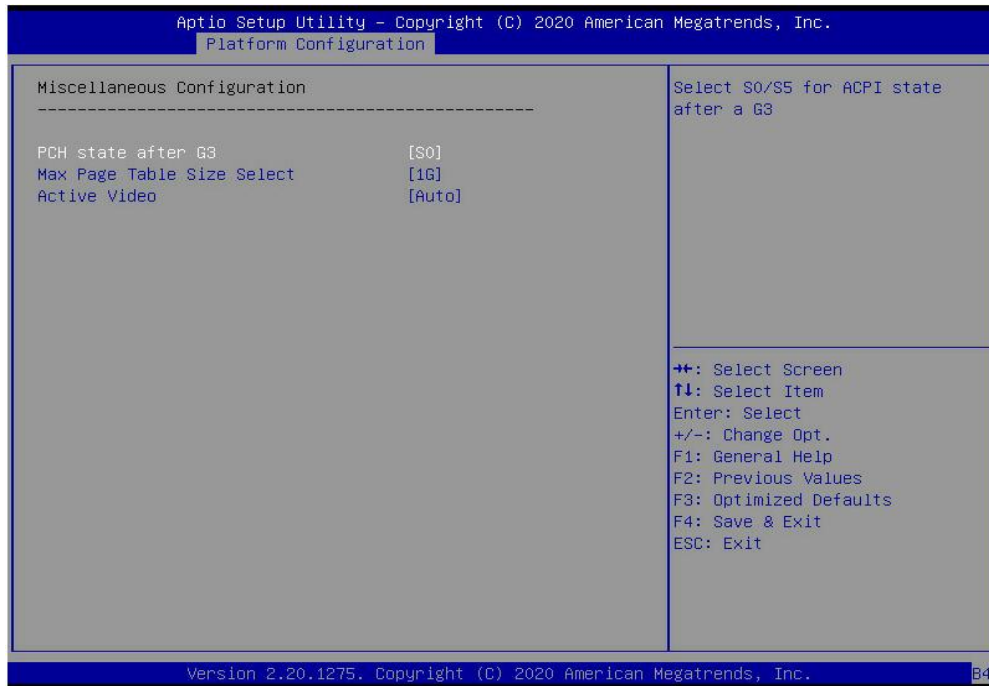 Aptio Setup Utility – Copyright (C) 2020 American Megatrends, Inc.
Platform Configuration
Miscellaneous Configuration
--------------------------------------------------
PCH state after G3 [S0]
Max Page Table Size Select [1G]
Active Video [Auto]
Select S0/S5 for ACPI state
after a G3
→←: Select Screen
↑↓: Select Item
Enter: Select
+/-: Change Opt.
F1: General Help
F2: Previous Values
F3: Optimized Defaults
F4: Save & Exit
ESC: Exit
Version 2.20.1275. Copyright (C) 2020 American Megatrends, Inc.
B4